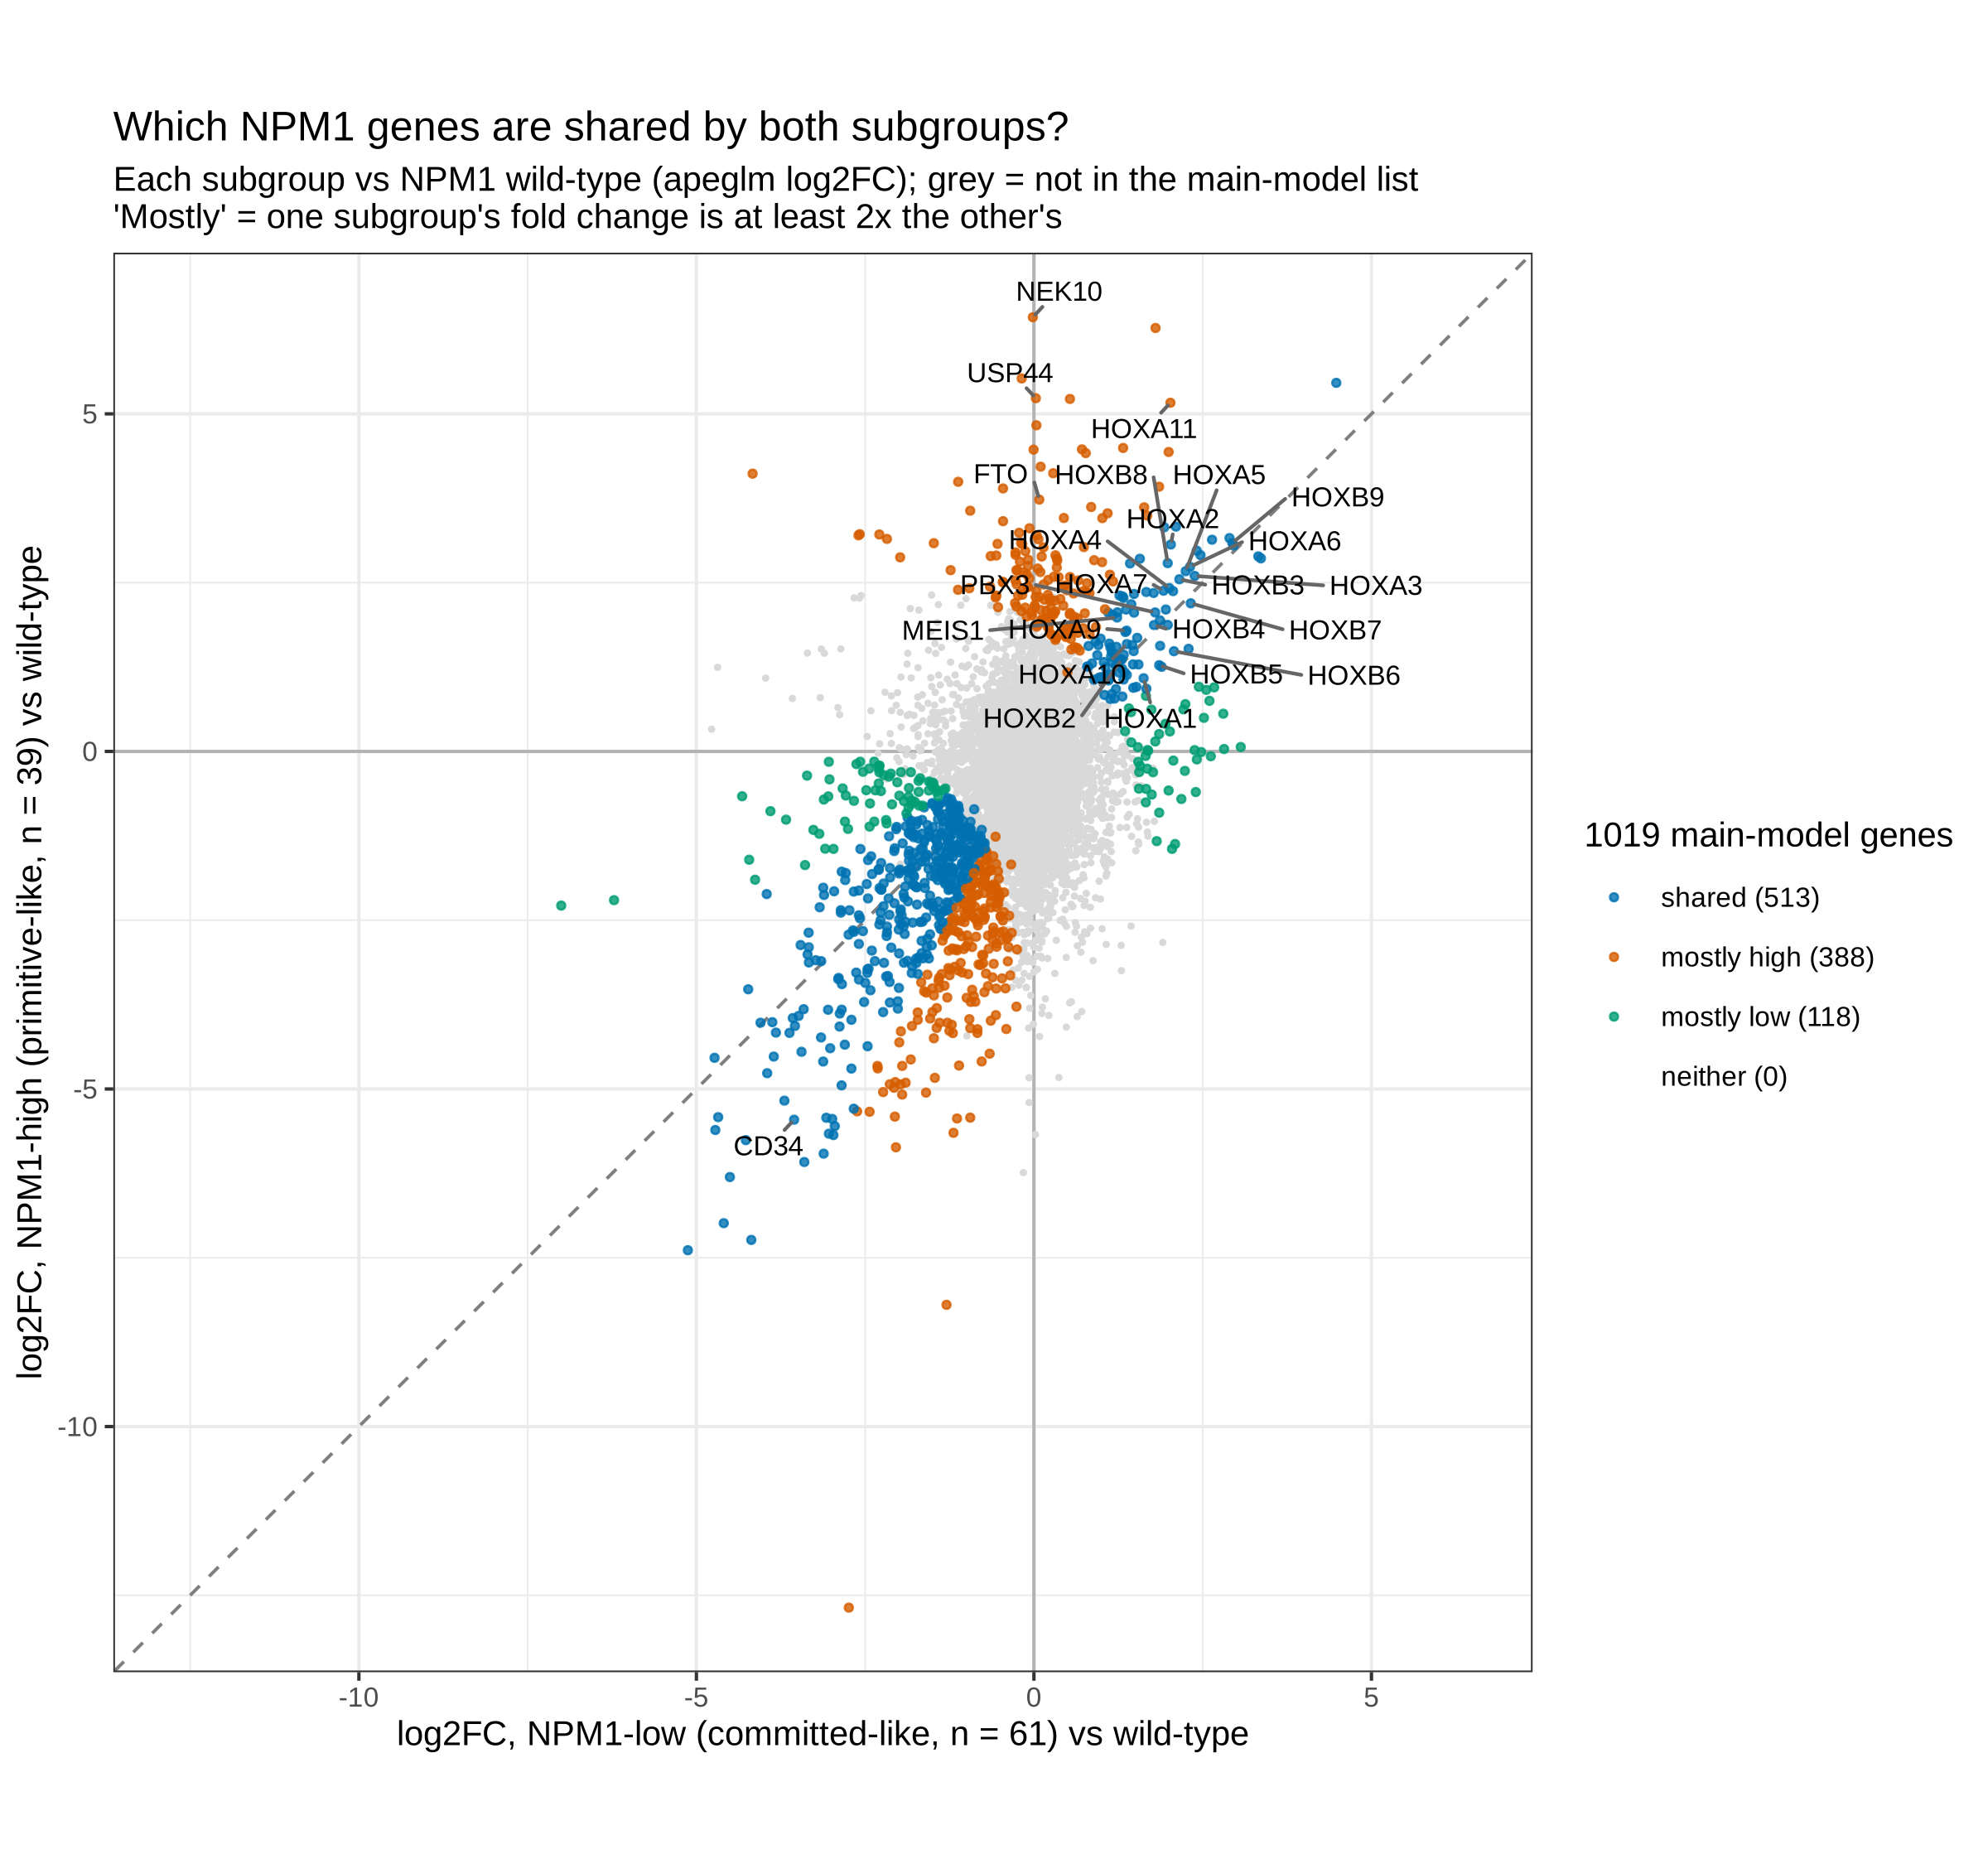 Which NPM1 genes are shared by both subgroups?
Each subgroup vs NPM1 wild-type (apeglm log2FC); grey = not in the main-model list
'Mostly' = one subgroup's fold change is at least 2x the other's
log2FC, NPM1-high (primitive-like, n = 39) vs wild-type
5
0
-5
-10
NEK10
USP44
HOXA11
FTO
HOXB8
HOXA5
HOXB9
HOXA2
HOXA4
HOXA6
PBX3
HOXA7
HOXB3
HOXA3
MEIS1
HOXA9
HOXB4
HOXB7
HOXA10
HOXB5
HOXB6
HOXB2
HOXA1
CD34
-10
-5
0
5
log2FC, NPM1-low (committed-like, n = 61) vs wild-type
1019 main-model genes
shared (513)
mostly high (388)
mostly low (118)
neither (0)